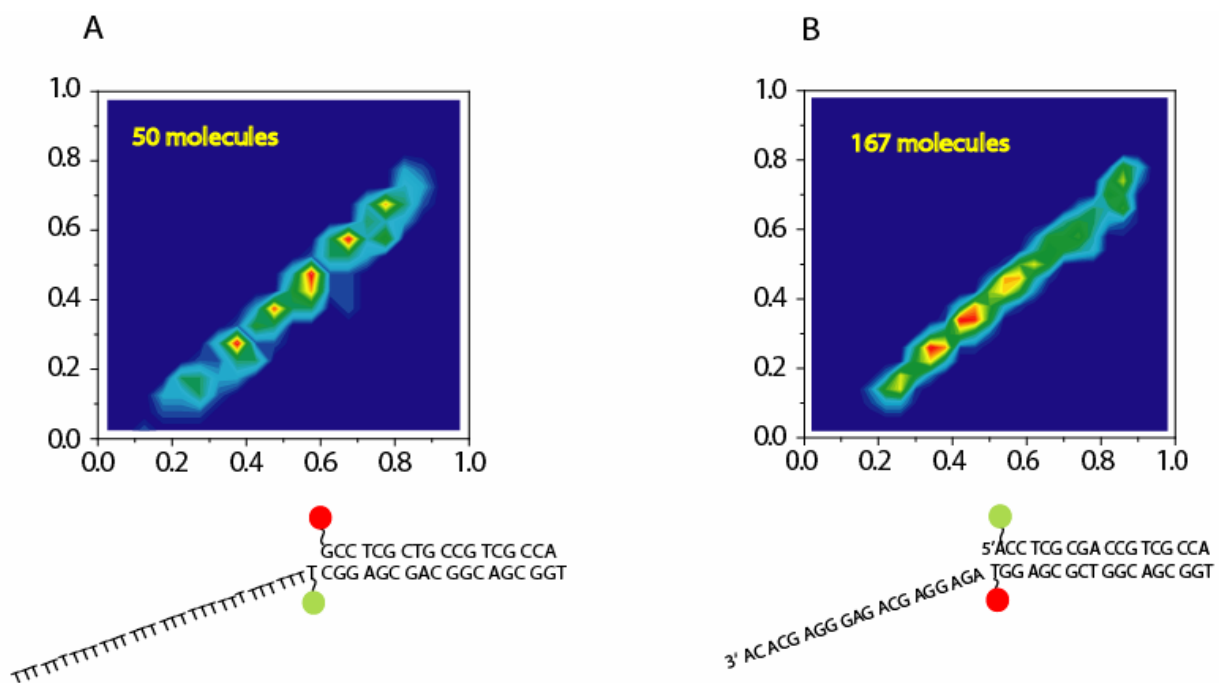 A
1.0
50 molecules
0.8
0.6
0.4
0.2
0.0
0.0 0.2 0.4 0.6 0.8 1.0
GCC TCG CTG CCG TCG CCA
T CGG AGC GAC GGC AGC GGT
B
1.0
167 molecules
0.8
0.6
0.4
0.2
0.0
0.0 0.2 0.4 0.6 0.8 1.0
5'ACC TCG CGA CCG TCG CCA
TGG AGC GCT GGC AGC GGT
3' AC ACG AGG GAG ACG AGG AGA